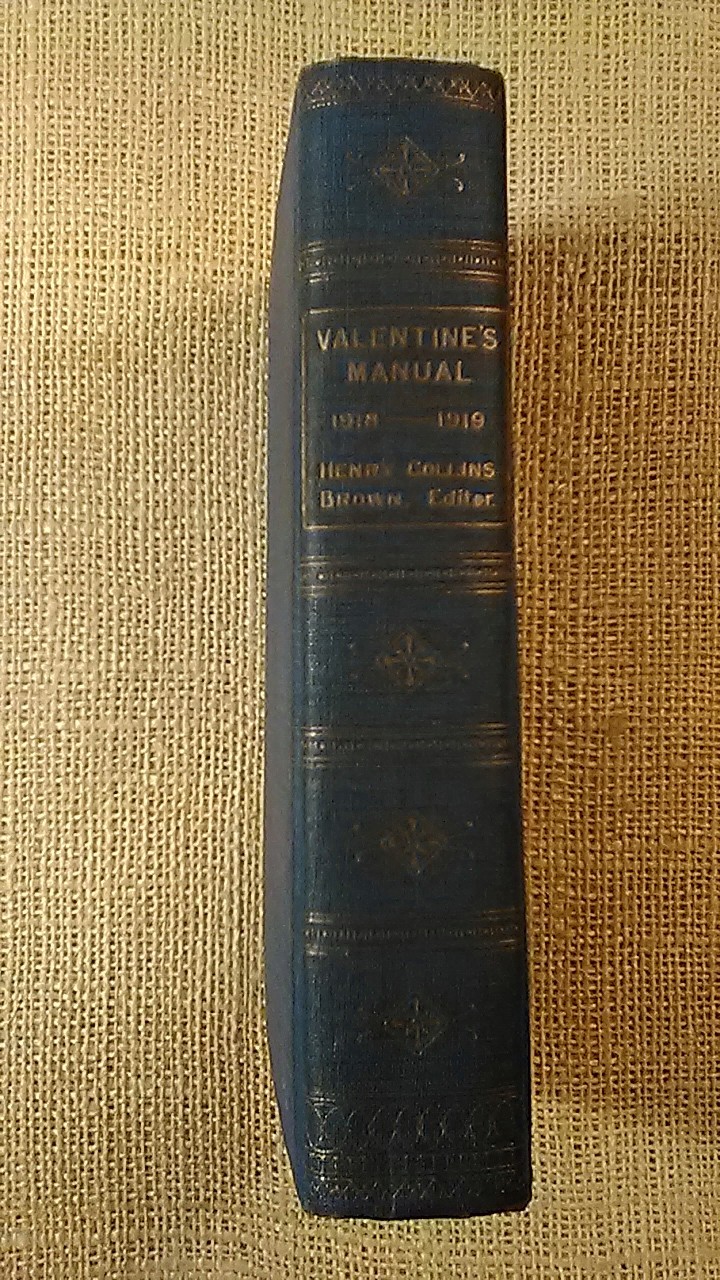 VALENTINE'S
MANUAL
1918 — 1919
HENRY COLLINS
BROWN, Editor.